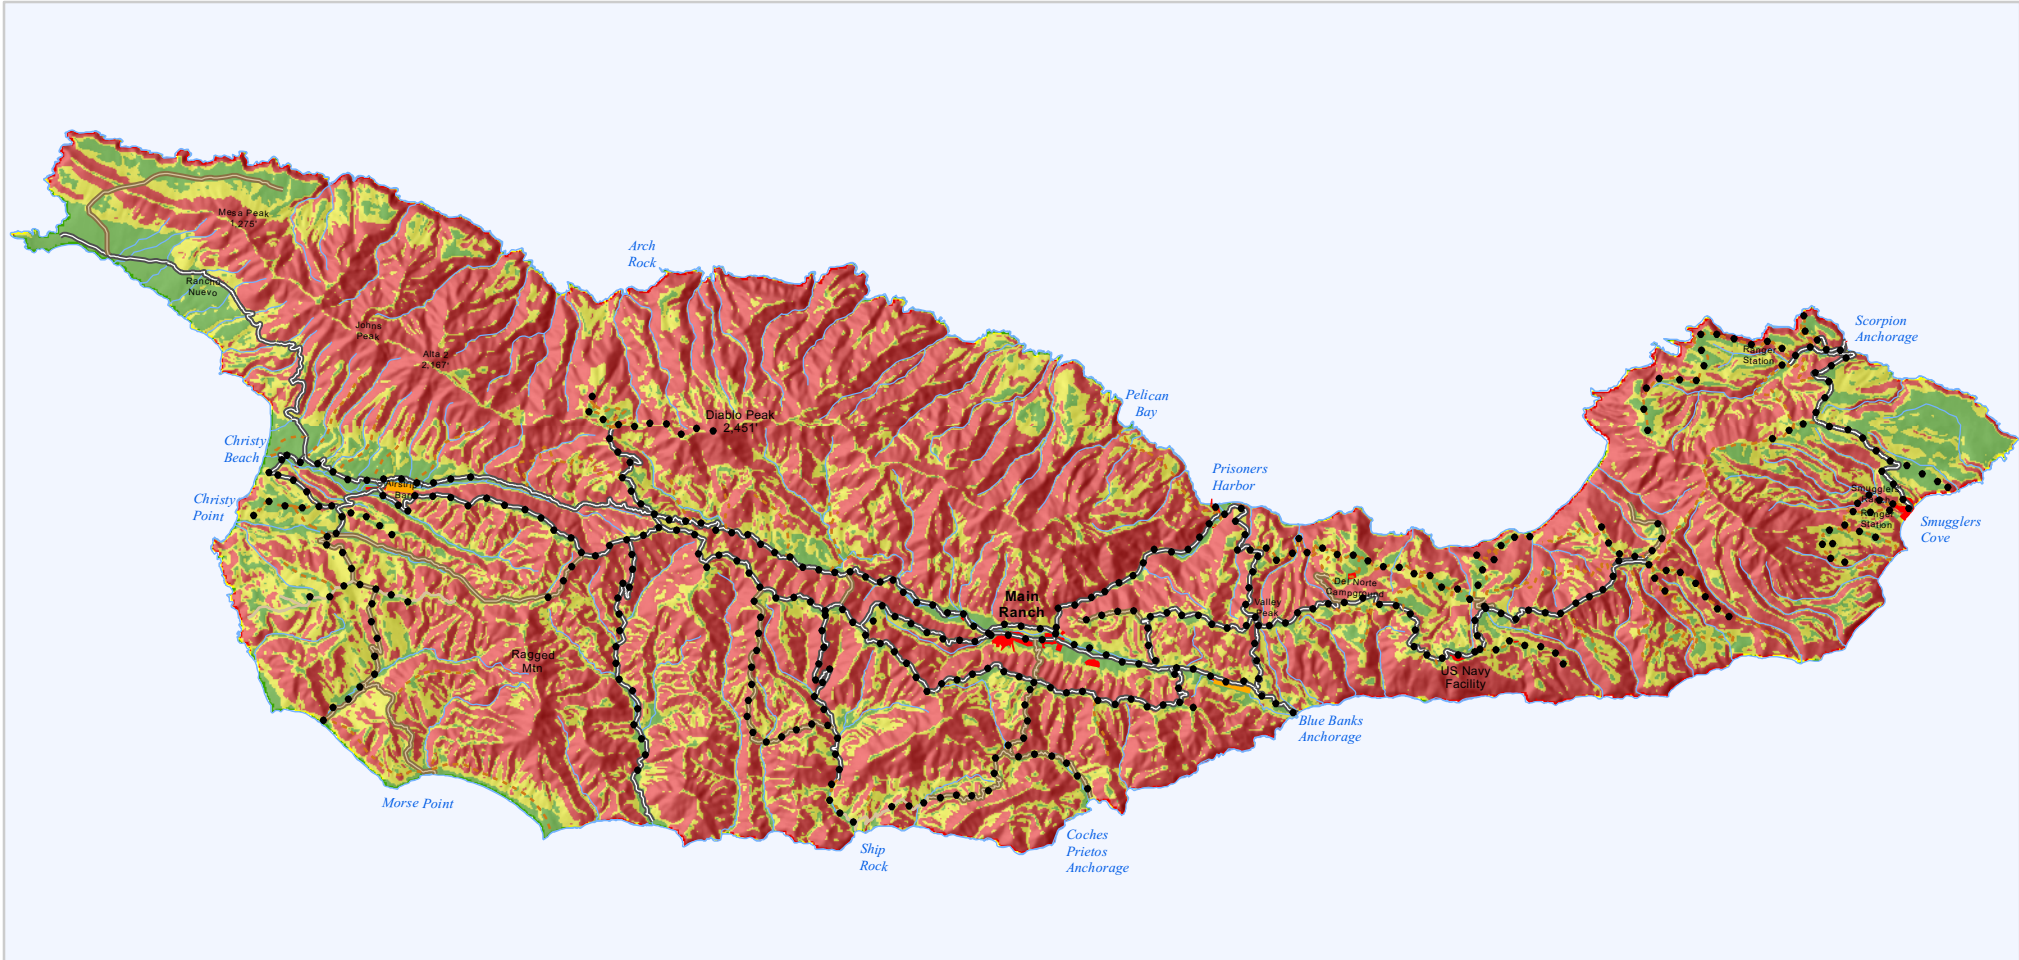 Mesa Peak
1,275'
Arch
Rock
Rancho
Nuevo
Johns
Peak
Alta 2
2,167'
Scorpion
Anchorage
Ranger
Station
Pelican
Bay
Diablo Peak
2,451'
Christy
Beach
Prisoners
Harbor
Airstrip
Christy
Point
Smugglers
Ranger
Station
Smugglers
Cove
Del Norte
Campground
Main
Ranch
Valley
Peak
Ragged
Mtn
US Navy
Facility
Blue Banks
Anchorage
Morse Point
Ship
Rock
Coches
Prietos
Anchorage